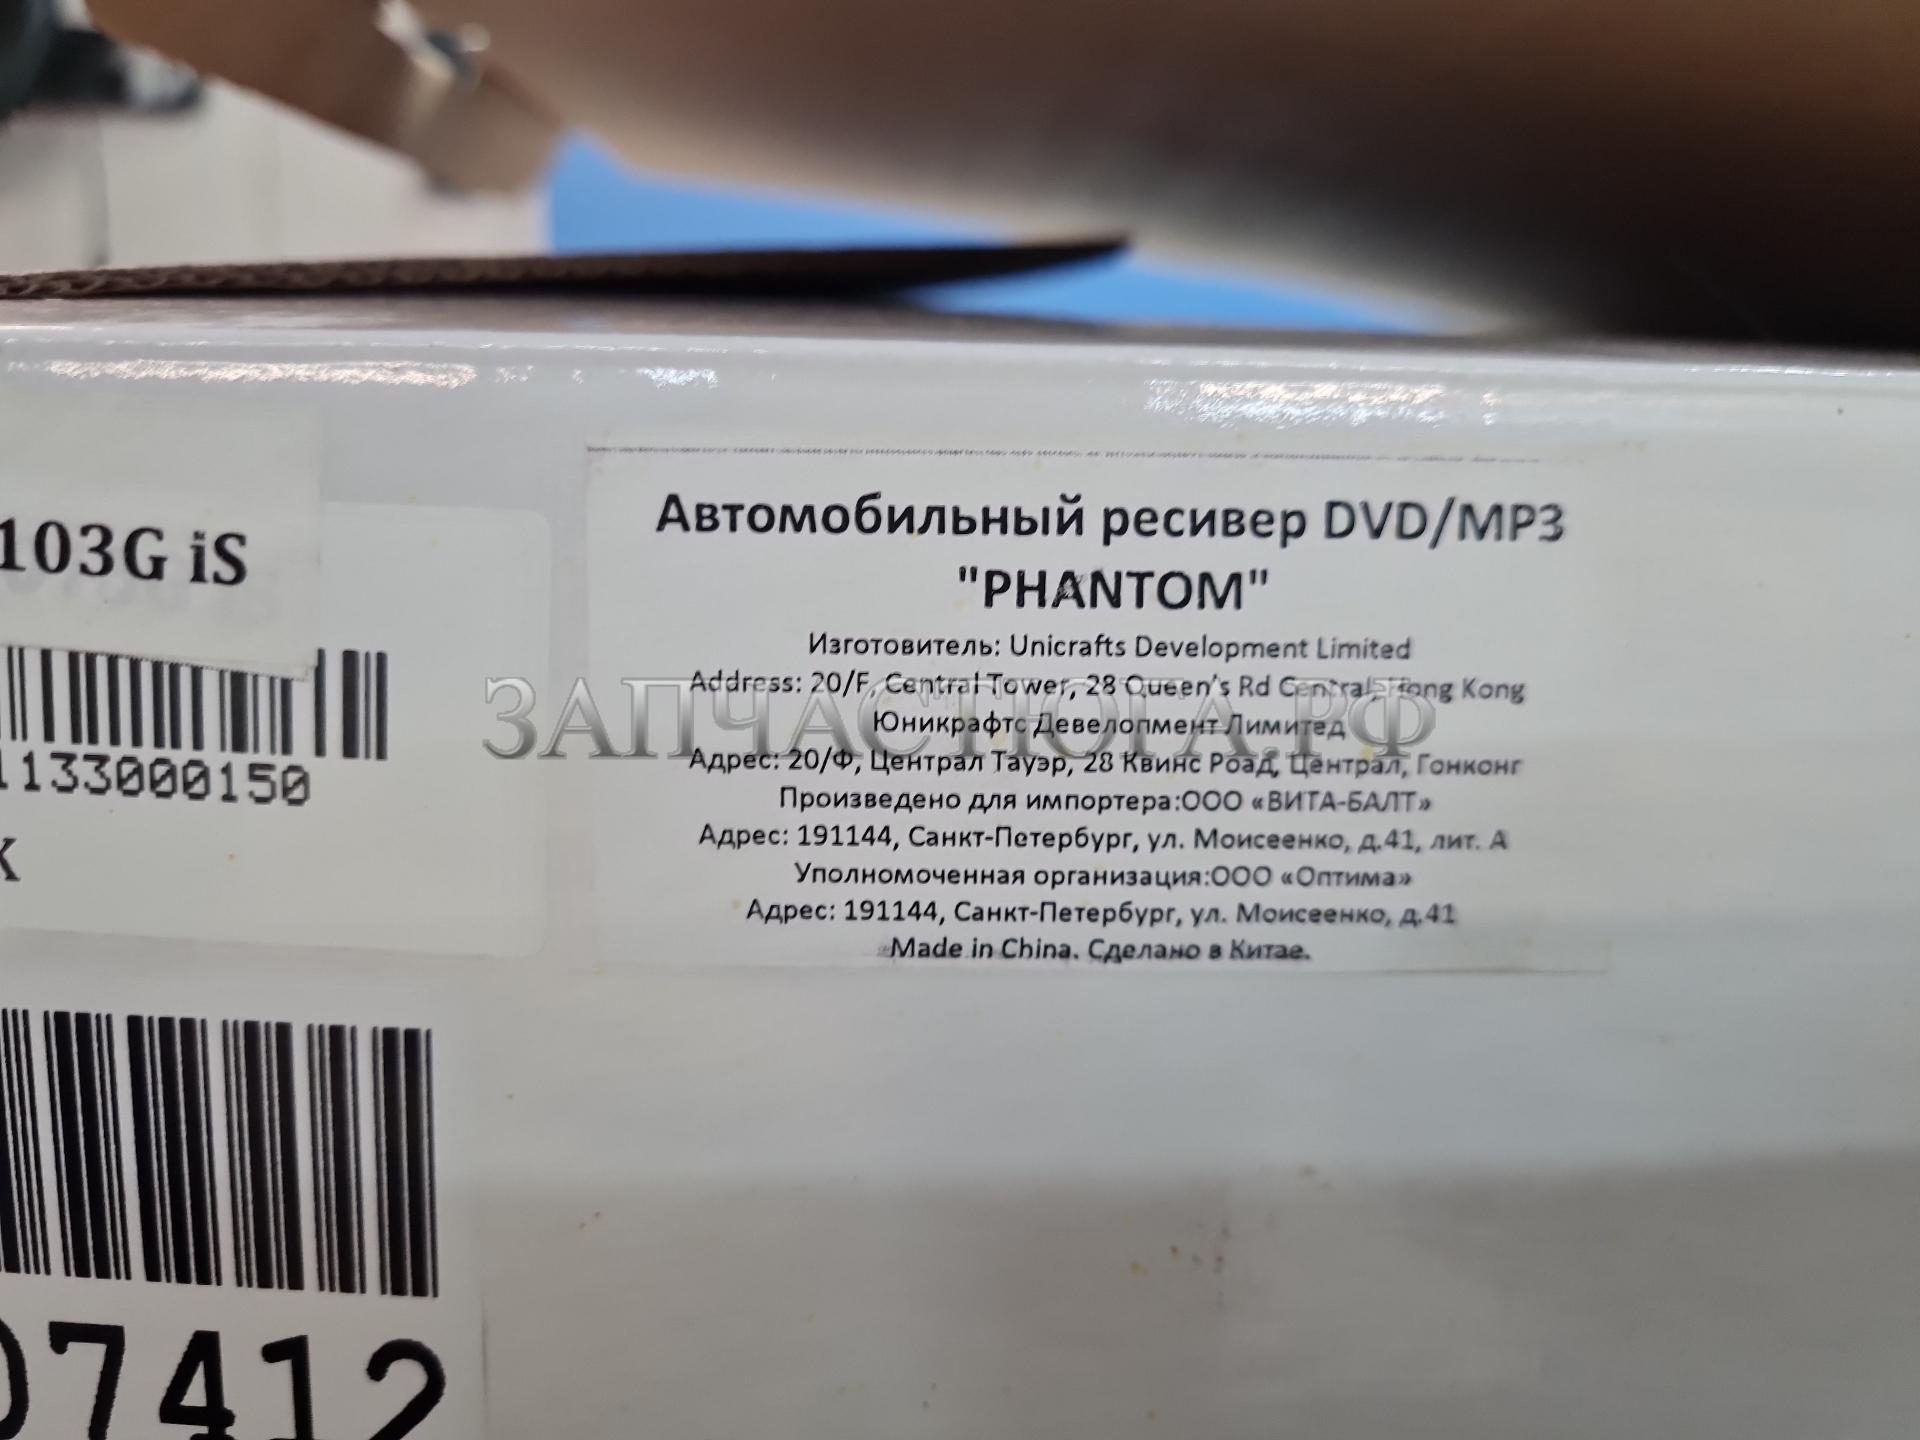 103G iS
1133000150
X
07412
Автомобильный ресивер DVD/MP3
"PHANTOM"
Изготовитель: Unicrafts Development Limited
Address: 20/F, Central Tower, 28 Queen's Rd Central, Hong Kong
Юникрафтс Девелопмент Лимитед
Адрес: 20/Ф, Централ Тауэр, 28 Квинс Роад, Централ, Гонконг
Произведено для импортера:ООО «ВИТА-БАЛТ»
Адрес: 191144, Санкт-Петербург, ул. Моисеенко, д.41, лит. А
Уполномоченная организация:ООО «Оптима»
Адрес: 191144, Санкт-Петербург, ул. Моисеенко, д.41
Made in China. Сделано в Китае.
ЗАПЧАСТЮГА.РФ